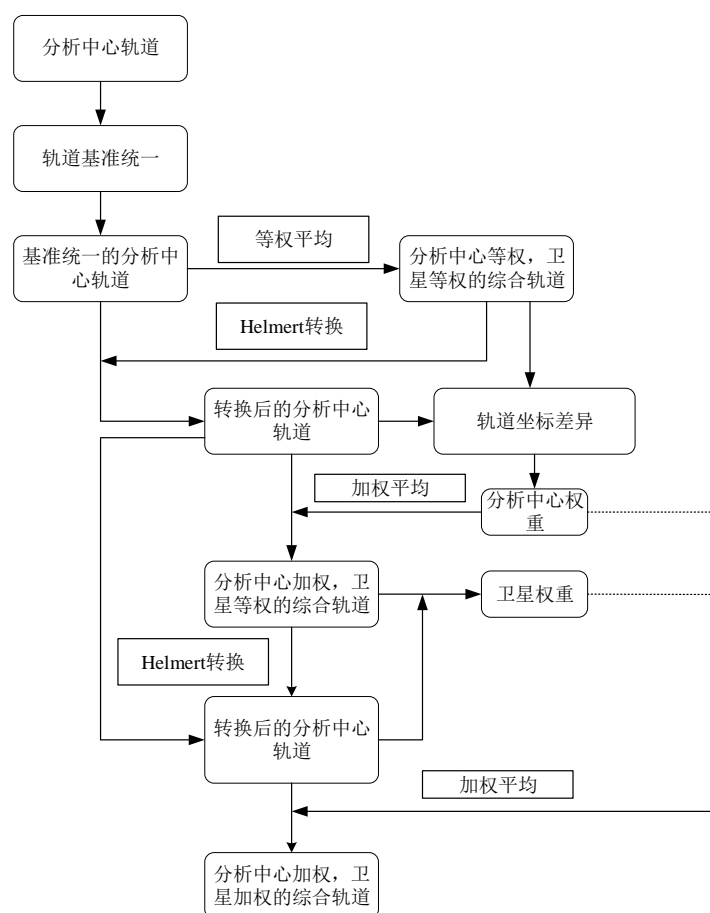 分析中心轨道
轨道基准统一
等权平均
基准统一的分析中
心轨道
分析中心等权，卫
星等权的综合轨道
Helmert转换
转换后的分析中心
轨道
轨道坐标差异
加权平均
分析中心权
重
分析中心加权，卫
星等权的综合轨道
卫星权重
Helmert转换
转换后的分析中心
轨道
加权平均
分析中心加权，卫
星加权的综合轨道